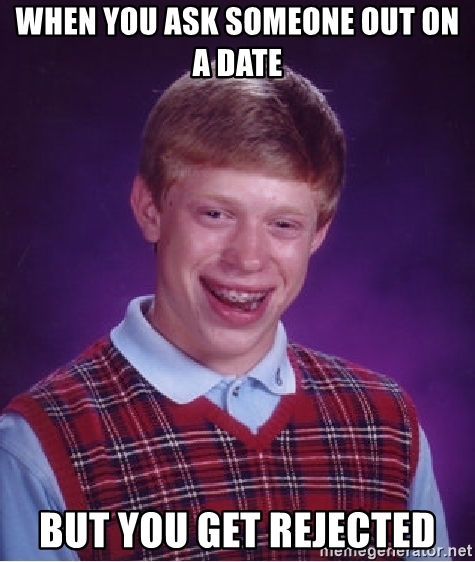 WHEN YOU ASK SOMEONE OUT ON
A DATE
BUT YOU GET REJECTED
memegenerator.net